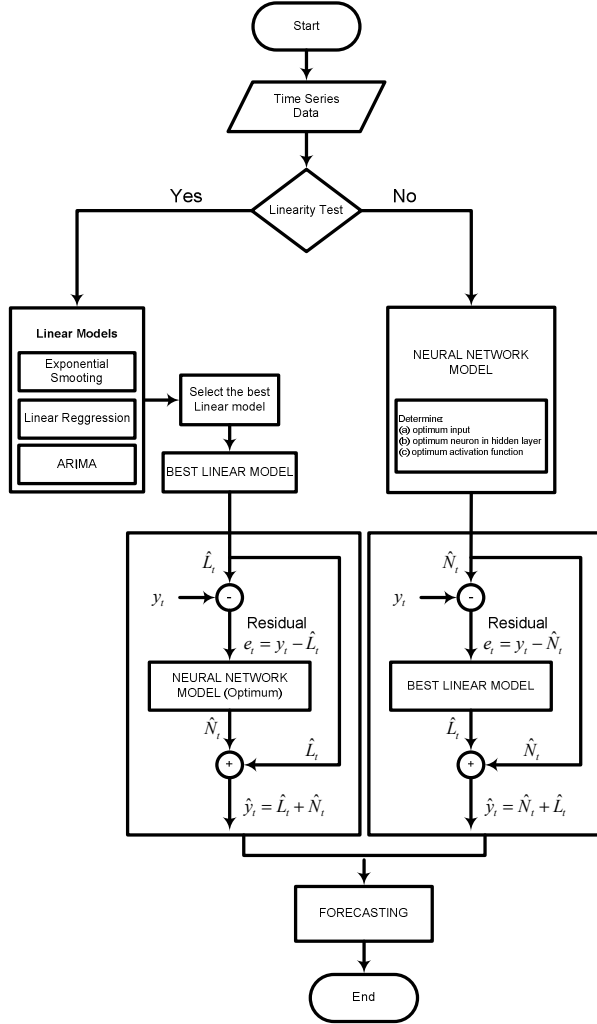 Start
Time Series
Data
Linearity Test
Yes
No
Linear Models
Exponential
Smooting
Linear Reggression
ARIMA
Select the best
Linear model
BEST LINEAR MODEL
NEURAL NETWORK
MODEL
Determine:
(a) optimum input
(b) optimum neuron in hidden layer
(c) optimum activation function
L̂ₜ
yₜ
-
Residual
eₜ = yₜ − L̂ₜ
NEURAL NETWORK
MODEL (Optimum)
N̂ₜ
L̂ₜ
+
ŷₜ = L̂ₜ + N̂ₜ
N̂ₜ
yₜ
-
Residual
eₜ = yₜ − N̂ₜ
BEST LINEAR MODEL
L̂ₜ
N̂ₜ
+
ŷₜ = N̂ₜ + L̂ₜ
FORECASTING
End